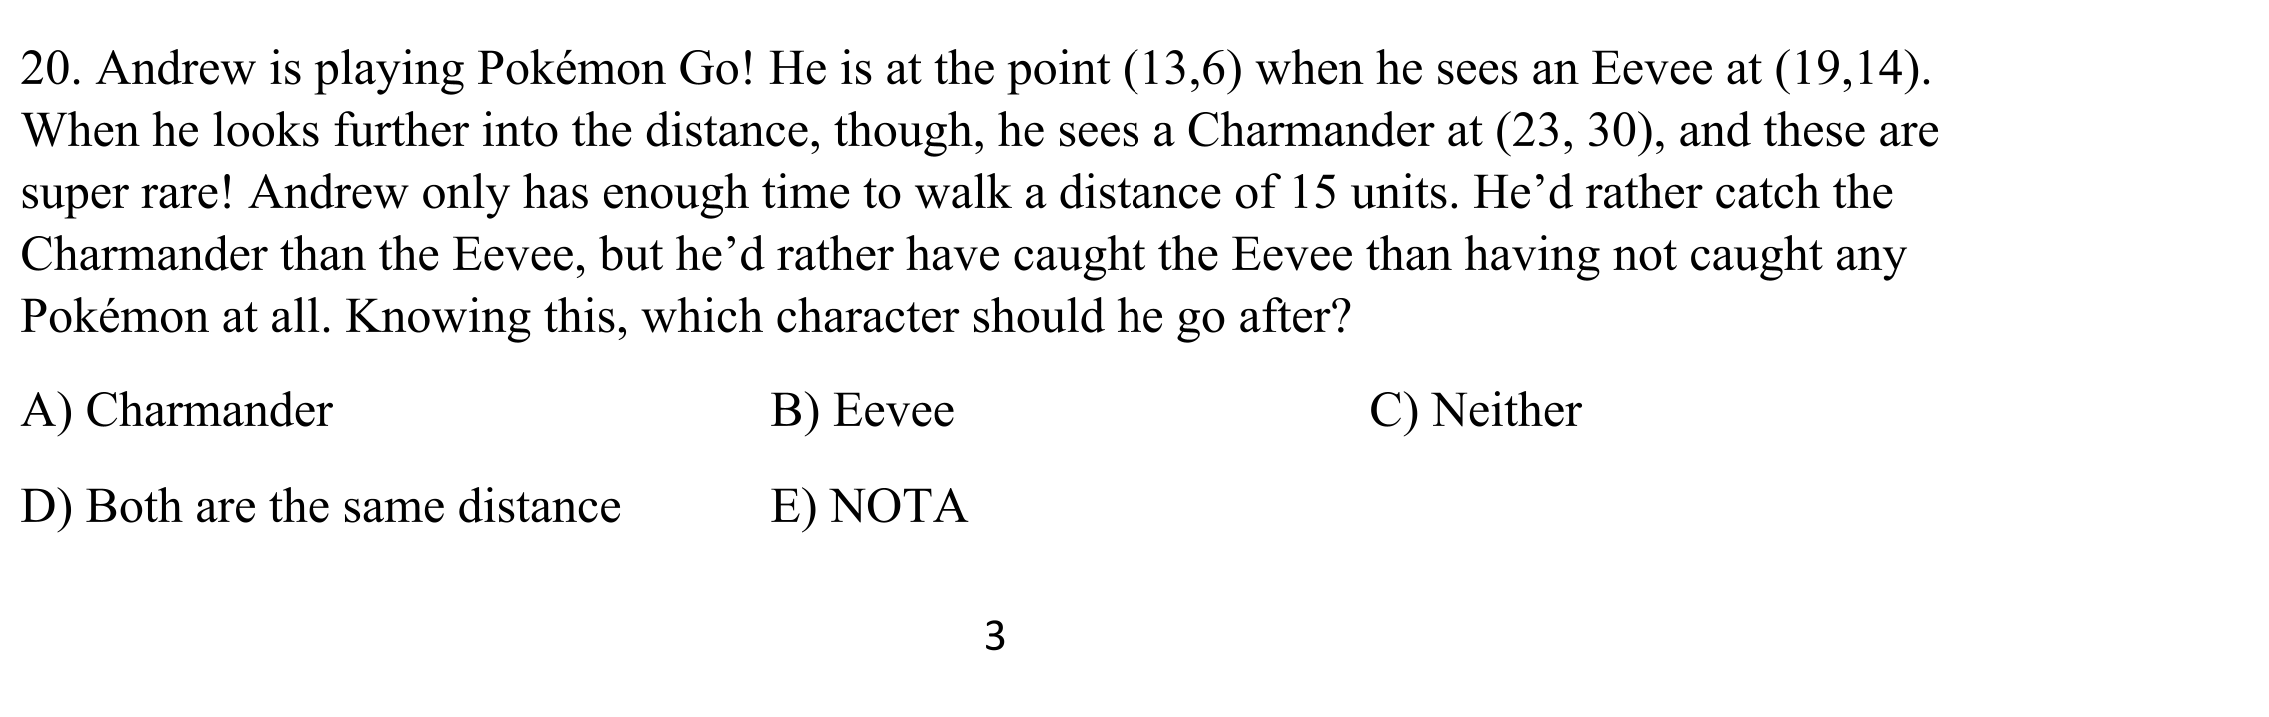 20. Andrew is playing Pokémon Go! He is at the point (13,6) when he sees an Eevee at (19,14).
When he looks further into the distance, though, he sees a Charmander at (23, 30), and these are
super rare! Andrew only has enough time to walk a distance of 15 units. He’d rather catch the
Charmander than the Eevee, but he’d rather have caught the Eevee than having not caught any
Pokémon at all. Knowing this, which character should he go after?
A) Charmander B) Eevee C) Neither
D) Both are the same distance E) NOTA
3